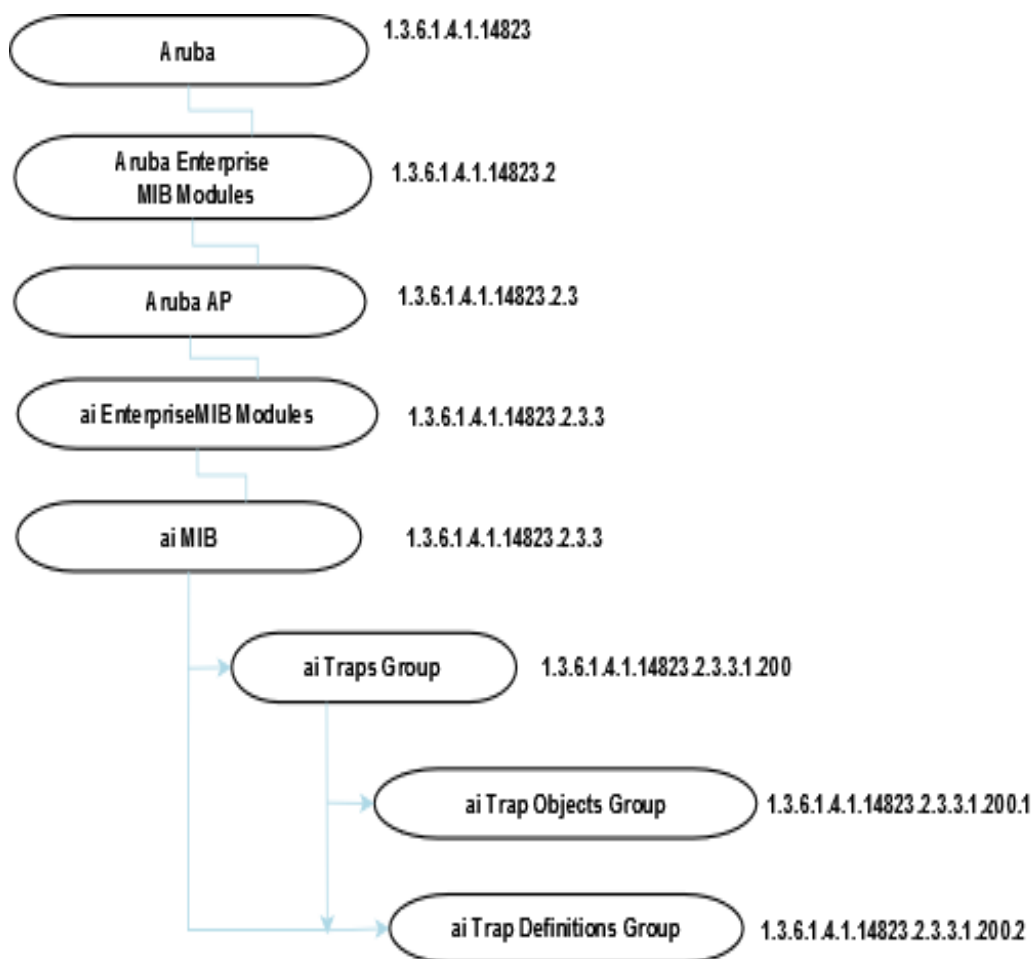 Aruba
1.3.6.1.4.1.14823
Aruba Enterprise
MIB Modules
1.3.6.1.4.1.14823.2
Aruba AP
1.3.6.1.4.1.14823.2.3
ai EnterpriseMIB Modules
1.3.6.1.4.1.14823.2.3.3
ai MIB
1.3.6.1.4.1.14823.2.3.3
ai Traps Group
1.3.6.1.4.1.14823.2.3.3.1.200
ai Trap Objects Group
1.3.6.1.4.1.14823.2.3.3.1.200.1
ai Trap Definitions Group
1.3.6.1.4.1.14823.2.3.3.1.200.2